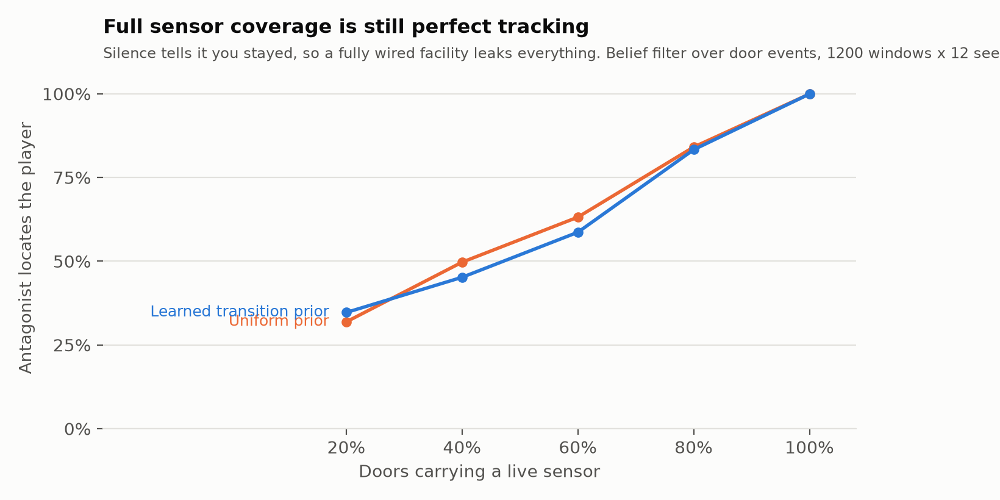 Full sensor coverage is still perfect tracking
Silence tells it you stayed, so a fully wired facility leaks everything. Belief filter over door events, 1200 windows x 12 see
100%
75%
50%
25%
0%
Antagonist locates the player
Learned transition prior
Uniform prior
20% 40% 60% 80% 100%
Doors carrying a live sensor